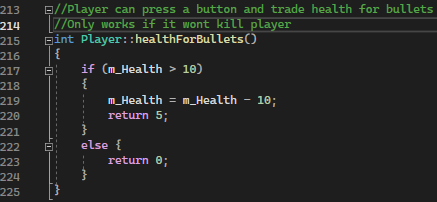 213 //Player can press a button and trade health for bullets
214 //Only works if it wont kill player
215 int Player::healthForBullets()
216 {
217     if (m_Health > 10)
218     {
219         m_Health = m_Health - 10;
220         return 5;
221     }
222     else {
223         return 0;
224     }
225 }